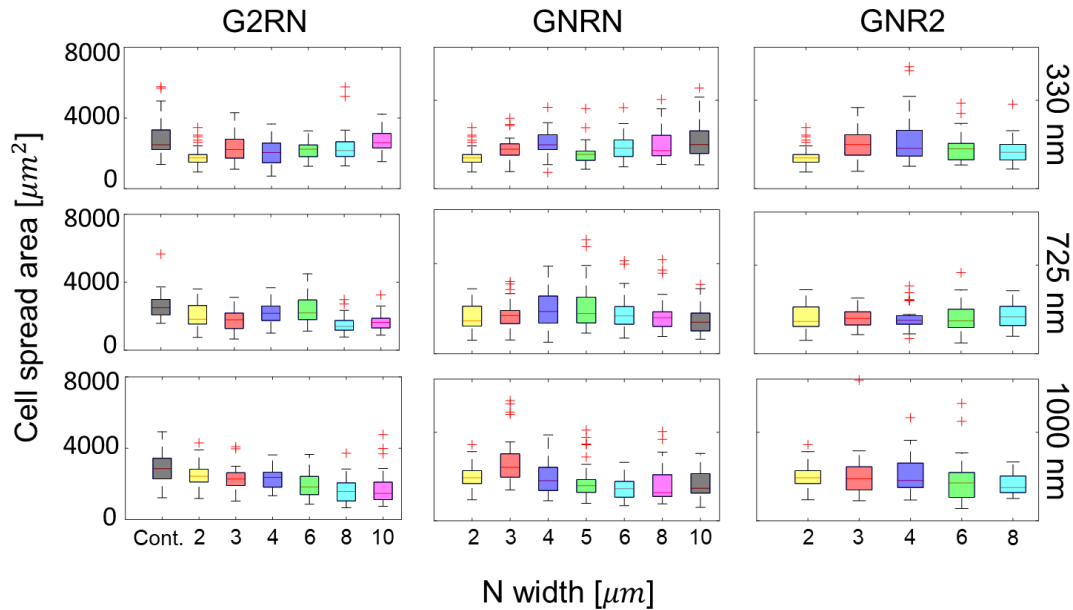 G2RN GNRN GNR2
8000
4000
0
330 nm
8000
4000
0
725 nm
8000
4000
0
1000 nm
Cell spread area [μm²]
Cont. 2 3 4 6 8 10
2 3 4 5 6 8 10
2 3 4 6 8
N width [μm]